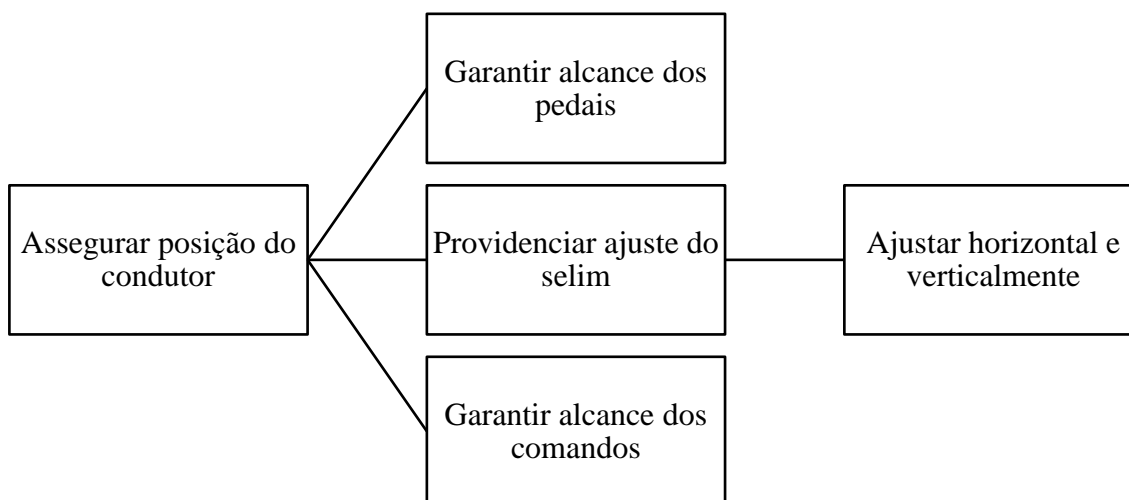 Garantir alcance dos
pedais
Assegurar posição do
condutor
Providenciar ajuste do
selim
Ajustar horizontal e
verticalmente
Garantir alcance dos
comandos